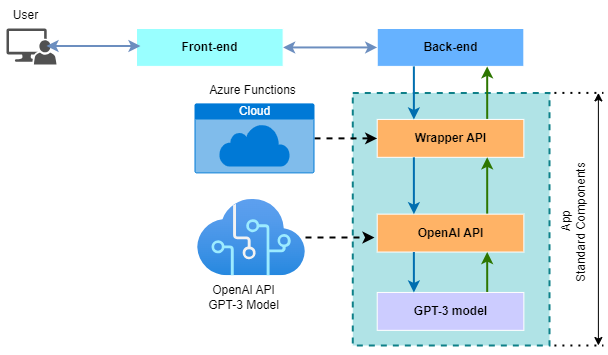 User
Front-end
Back-end
Azure Functions
Cloud
Wrapper API
OpenAI API
OpenAI API
GPT-3 Model
GPT-3 model
App
Standard Components